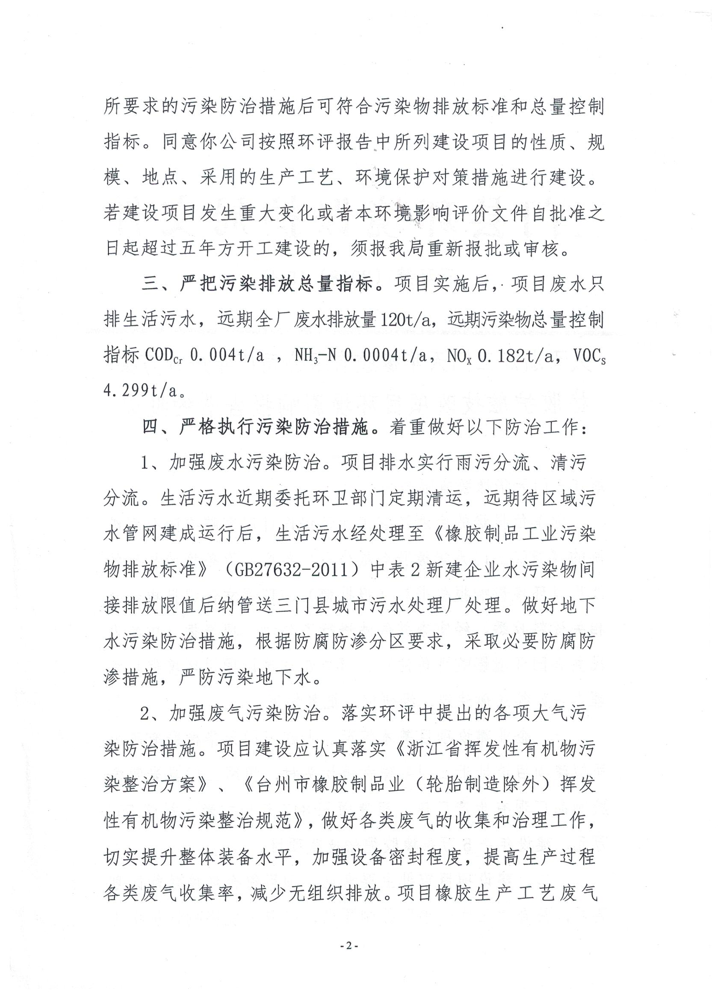 所要求的污染防治措施后可符合污染物排放标准和总量控制
指标。同意你公司按照环评报告中所列建设项目的性质、规
模、地点、采用的生产工艺、环境保护对策措施进行建设。
若建设项目发生重大变化或者本环境影响评价文件自批准之
日起超过五年方开工建设的，须报我局重新报批或审核。
三、严把污染排放总量指标。项目实施后，项目废水只
排生活污水，远期全厂废水排放量120t/a，远期污染物总量控制
指标 CODCr 0.004t/a ，NH3-N 0.0004t/a，NOX 0.182t/a，VOCS
4.299t/a。
四、严格执行污染防治措施。着重做好以下防治工作：
1、加强废水污染防治。项目排水实行雨污分流、清污
分流。生活污水近期委托环卫部门定期清运，远期待区域污
水管网建成运行后，生活污水经处理至《橡胶制品工业污染
物排放标准》（GB27632-2011）中表2新建企业水污染物间
接排放限值后纳管送三门县城市污水处理厂处理。做好地下
水污染防治措施，根据防腐防渗分区要求，采取必要防腐防
渗措施，严防污染地下水。
2、加强废气污染防治。落实环评中提出的各项大气污
染防治措施。项目建设应认真落实《浙江省挥发性有机物污
染整治方案》、《台州市橡胶制品业（轮胎制造除外）挥发
性有机物污染整治规范》，做好各类废气的收集和治理工作，
切实提升整体装备水平，加强设备密封程度，提高生产过程
各类废气收集率，减少无组织排放。项目橡胶生产工艺废气
-2-